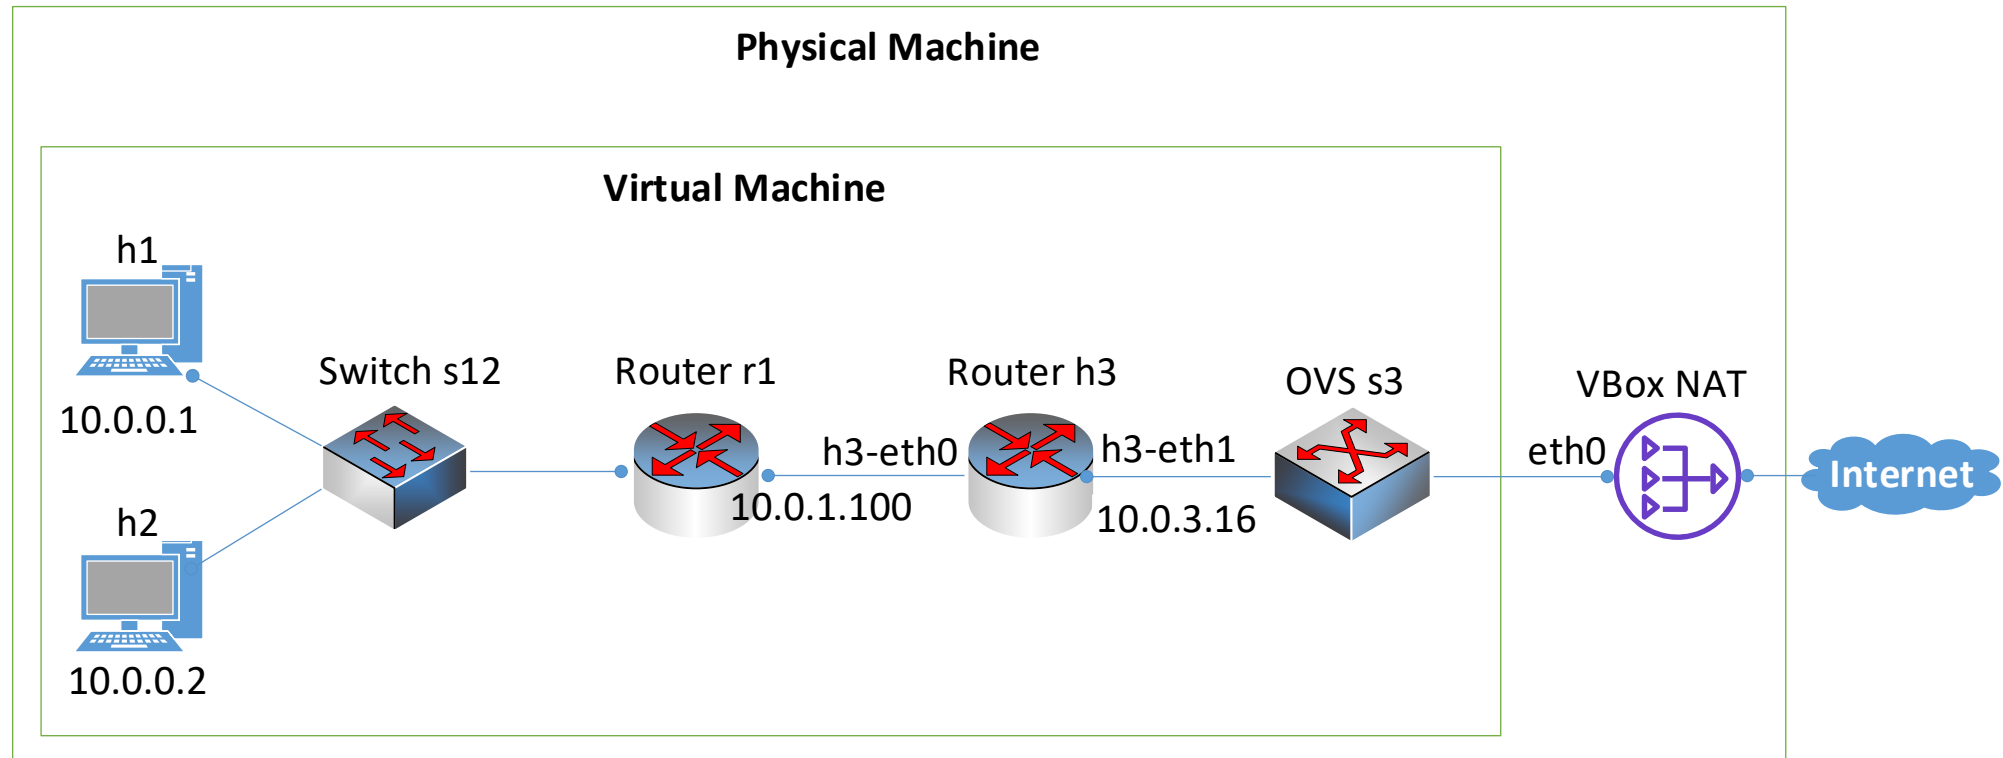 Physical Machine
Virtual Machine
h1
10.0.0.1
h2
10.0.0.2
Switch s12
Router r1
10.0.1.100
h3-eth0
Router h3
h3-eth1
10.0.3.16
OVS s3
eth0
VBox NAT
Internet